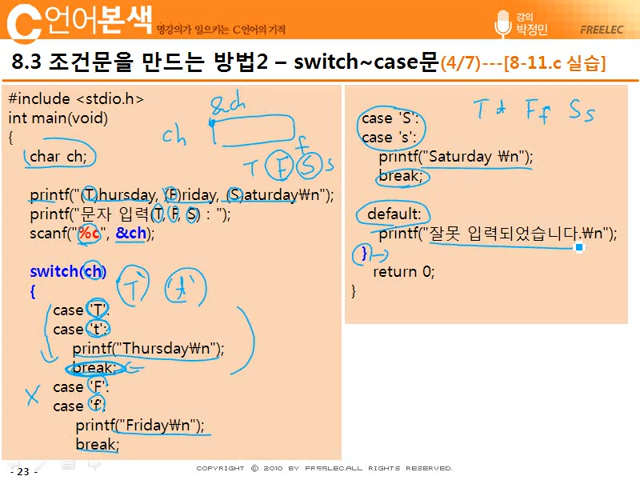 C언어본색 명강의가 일으키는 C언어의 기적
강의
박정민
FREELEC
8.3 조건문을 만드는 방법2 – switch~case문(4/7)---[8-11.c 실습]
#include <stdio.h>
int main(void)
{
char ch;
printf("(T)hursday, (F)riday, (S)aturday₩n");
printf("문자 입력(T, F, S) : ");
scanf("%c", &ch);
switch(ch)
{
case 'T':
case 't':
printf("Thursday₩n");
break;
case 'F':
case 'f':
printf("Friday₩n");
break;
&ch
ch
f
T F S s
'T' 't'
X
case 'S':
case 's':
printf("Saturday ₩n");
break;
default:
printf("잘못 입력되었습니다.₩n");
}
return 0;
}
T t F f S s
- 23 -
COPYRIGHT ⓒ 2010 BY FREELEC.ALL RIGHTS RESERVED.